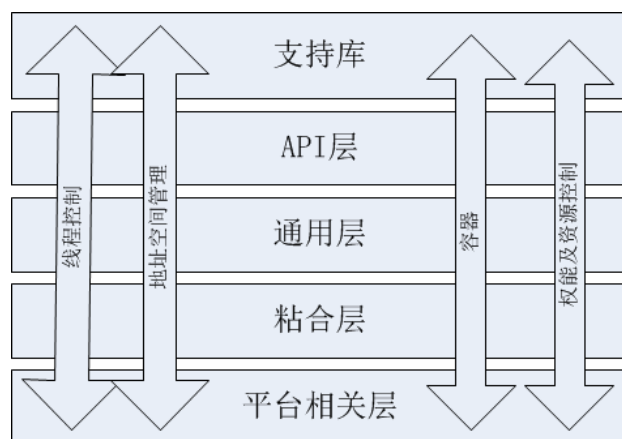 支持库
API层
通用层
粘合层
平台相关层
线程控制
地址空间管理
容器
权能及资源控制